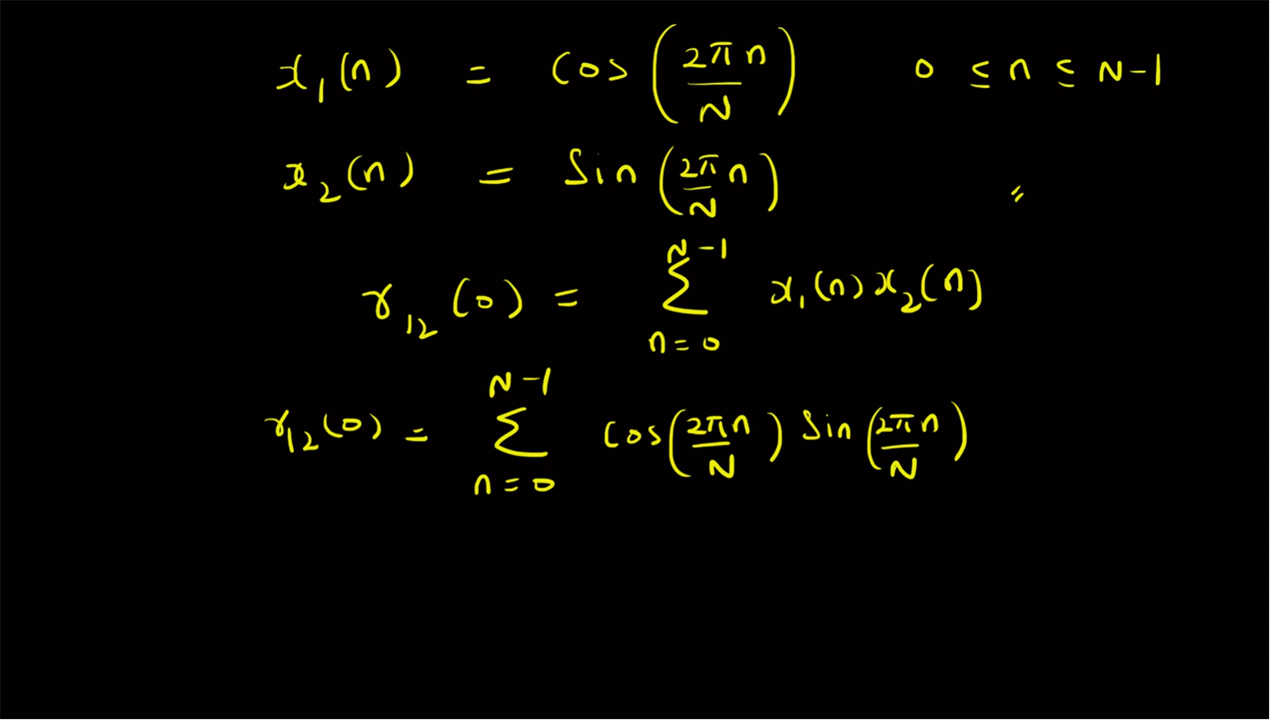 x₁(n) = cos(2πn/N) 0 ≤ n ≤ N-1
x₂(n) = Sin(2π/N n) "
r₁₂(0) = Σ_{n=0}^{N-1} x₁(n)x₂(n)
r₁₂(0) = Σ_{n=0}^{N-1} cos(2πn/N) Sin(2πn/N)